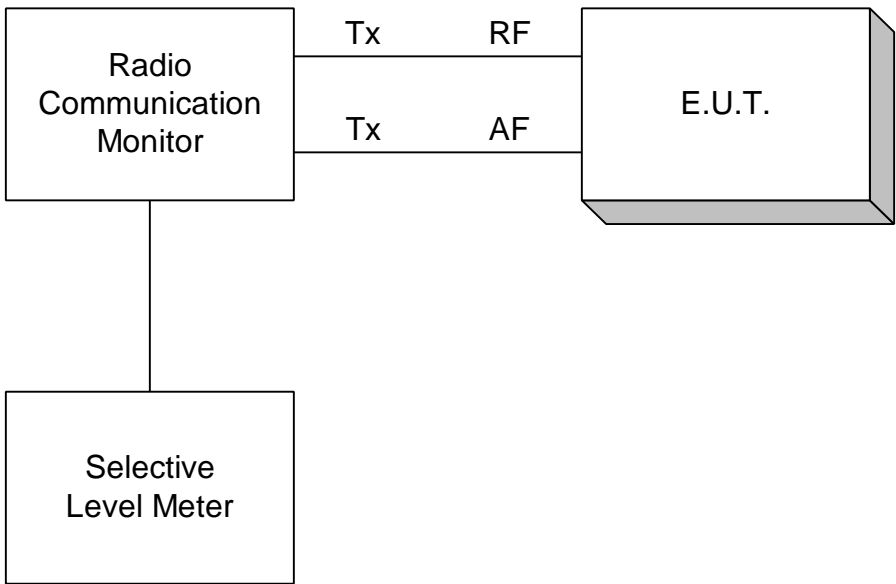 Radio
Communication
Monitor
Tx RF
Tx AF
E.U.T.
Selective
Level Meter